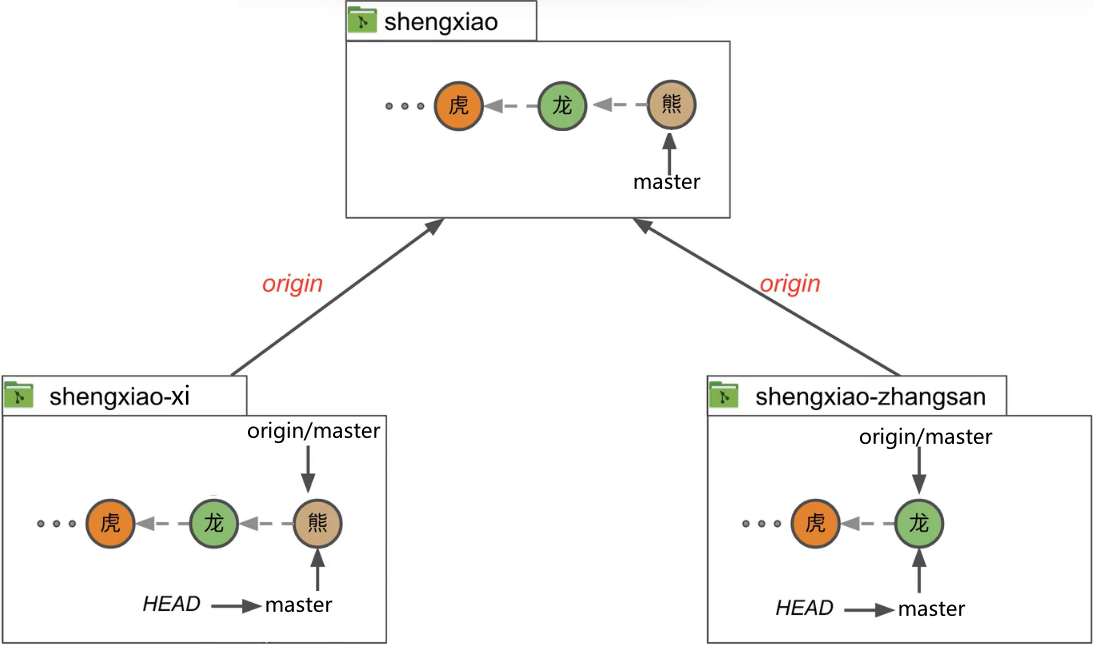 shengxiao
虎 龙 熊
master
origin
origin
shengxiao-xi
origin/master
虎 龙 熊
HEAD master
shengxiao-zhangsan
origin/master
虎 龙
HEAD master